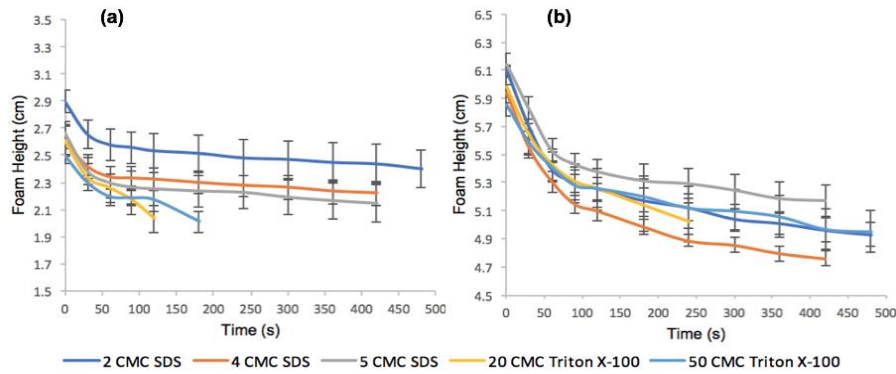 (a)
Foam Height (cm)
3.5
3.3
3.1
2.9
2.7
2.5
2.3
2.1
1.9
1.7
1.5
0 50 100 150 200 250 300 350 400 450 500
Time (s)
(b)
Foam Height (cm)
6.5
6.3
6.1
5.9
5.7
5.5
5.3
5.1
4.9
4.7
4.5
0 50 100 150 200 250 300 350 400 450 500
Time (s)
2 CMC SDS 4 CMC SDS 5 CMC SDS 20 CMC Triton X-100 50 CMC Triton X-100